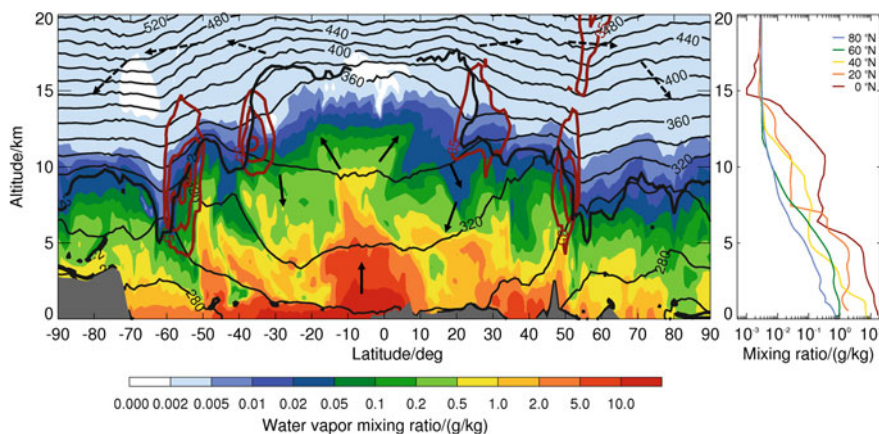 20
15
10
5
0
Altitude/km
520
480
440
400
360
320
280
280
320
480
440
400
360
320
280
-90 -80 -70 -60 -50 -40 -30 -20 -10 0 10 20 30 40 50 60 70 80 90
Latitude/deg
0.000 0.002 0.005 0.01 0.02 0.05 0.1 0.2 0.5 1.0 2.0 5.0 10.0
Water vapor mixing ratio/(g/kg)
20
15
10
5
0
80 °N
60 °N
40 °N
20 °N
0 °N
10⁻³ 10⁻² 10⁻¹ 10⁰ 10¹
Mixing ratio/(g/kg)